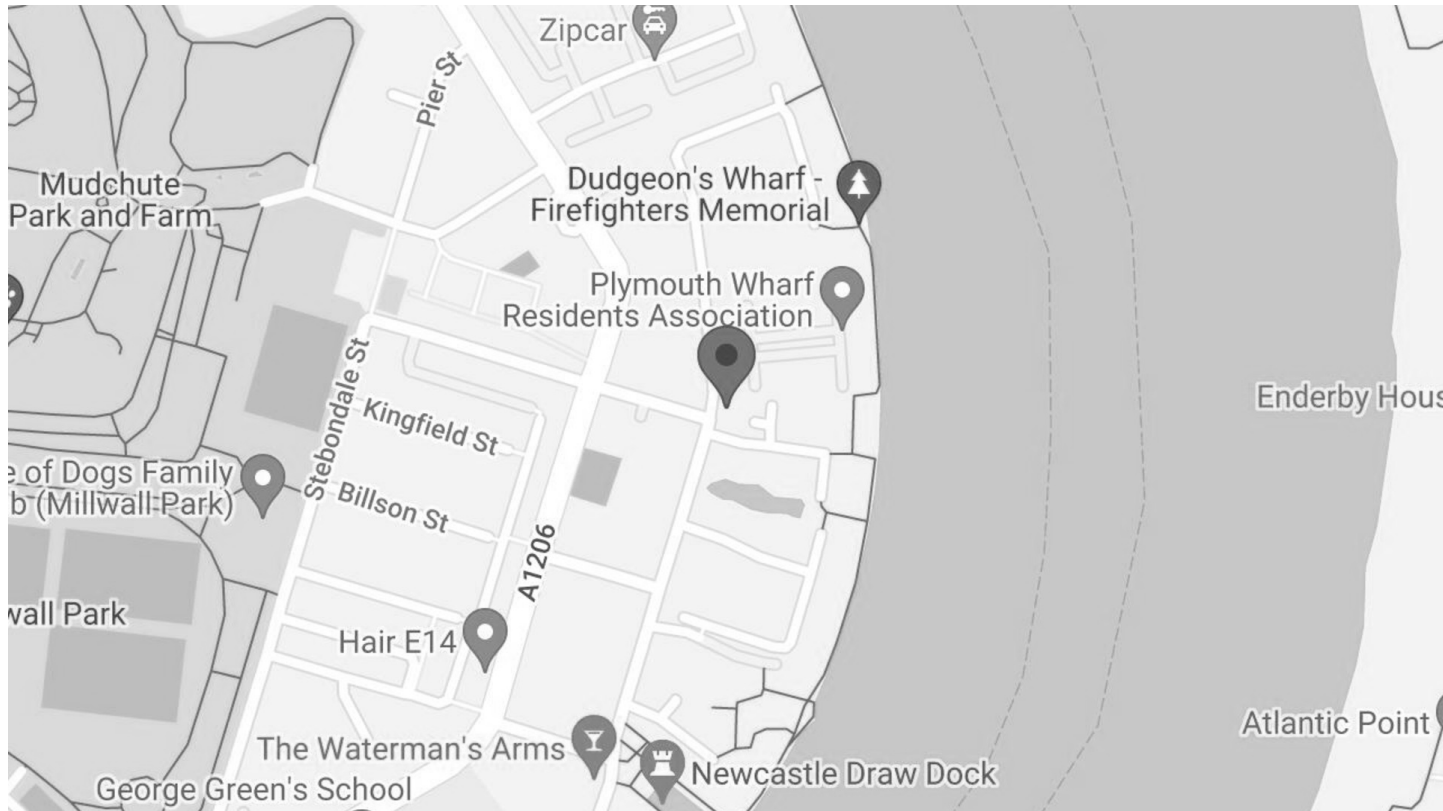 Zipcar
Pier St
Dudgeon's Wharf -
Firefighters Memorial
Mudchute
Park and Farm
Plymouth Wharf
Residents Association
Stebondale St
Kingfield St
Enderby Hous
e of Dogs Family
b (Millwall Park)
Billson St
A1206
wall Park
Hair E14
Atlantic Point
The Waterman's Arms
Newcastle Draw Dock
George Green's School